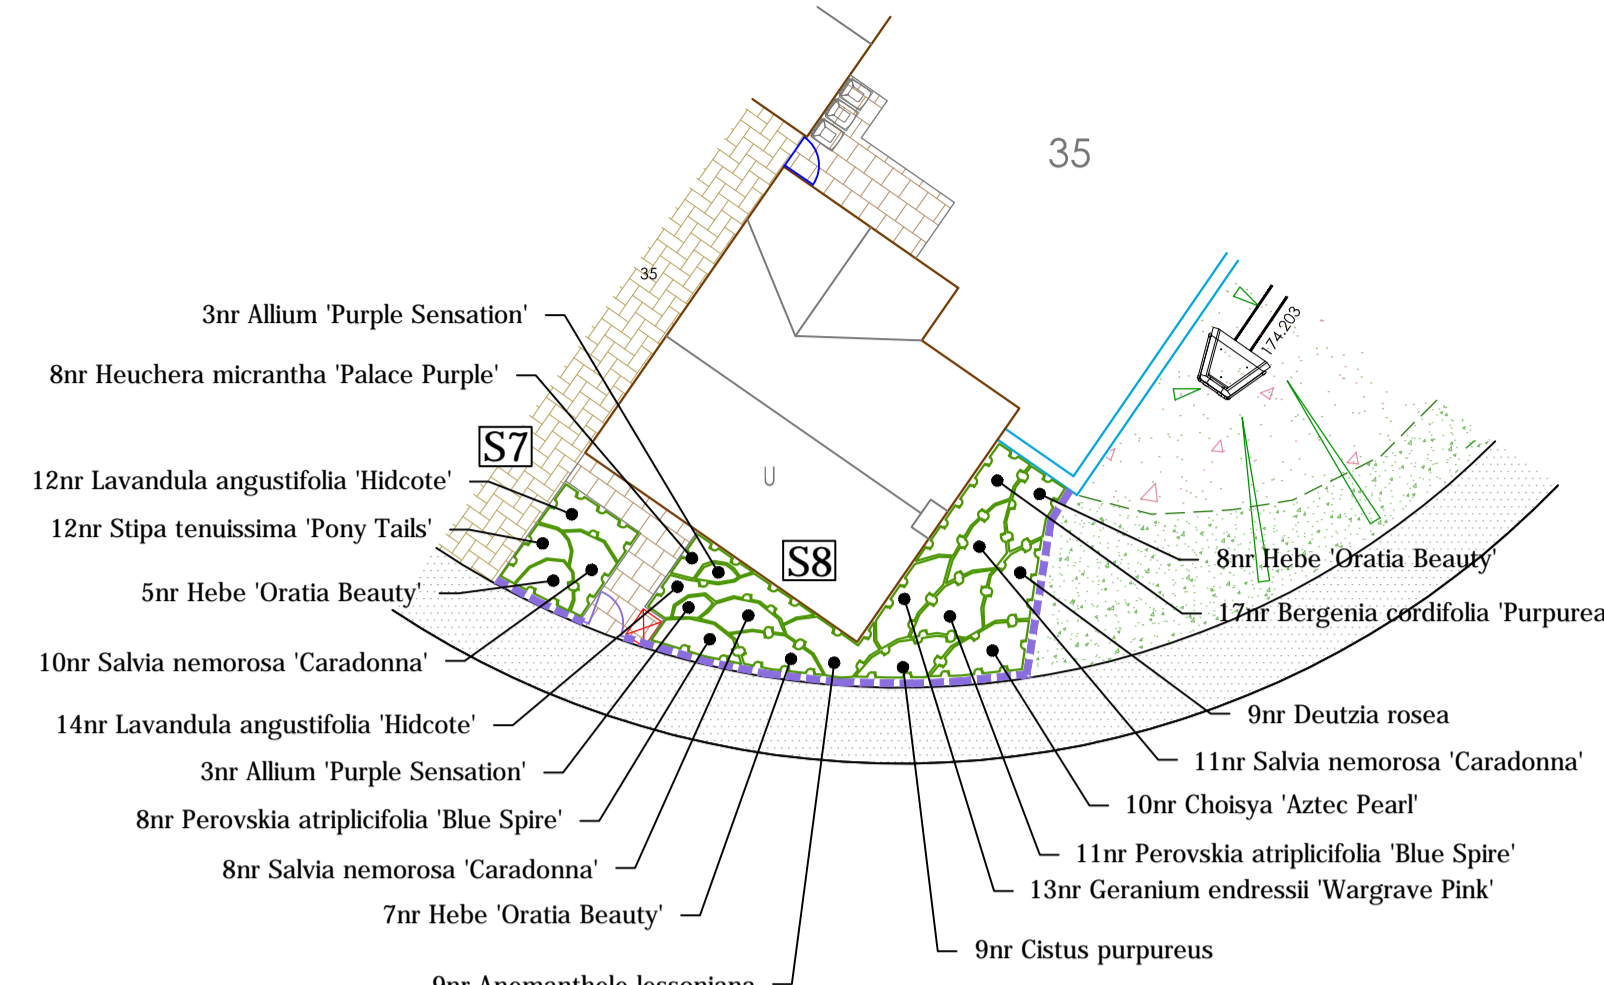 35
35
174.203
3nr Allium 'Purple Sensation'
8nr Heuchera micrantha 'Palace Purple'
S7
12nr Lavandula angustifolia 'Hidcote'
12nr Stipa tenuissima 'Pony Tails'
5nr Hebe 'Oratia Beauty'
10nr Salvia nemorosa 'Caradonna'
14nr Lavandula angustifolia 'Hidcote'
3nr Allium 'Purple Sensation'
8nr Perovskia atriplicifolia 'Blue Spire'
8nr Salvia nemorosa 'Caradonna'
7nr Hebe 'Oratia Beauty'
9nr Anemanthele lessoniana
U
S8
8nr Hebe 'Oratia Beauty'
17nr Bergenia cordifolia 'Purpurea
9nr Deutzia rosea
11nr Salvia nemorosa 'Caradonna'
10nr Choisya 'Aztec Pearl'
11nr Perovskia atriplicifolia 'Blue Spire'
13nr Geranium endressii 'Wargrave Pink'
9nr Cistus purpureus